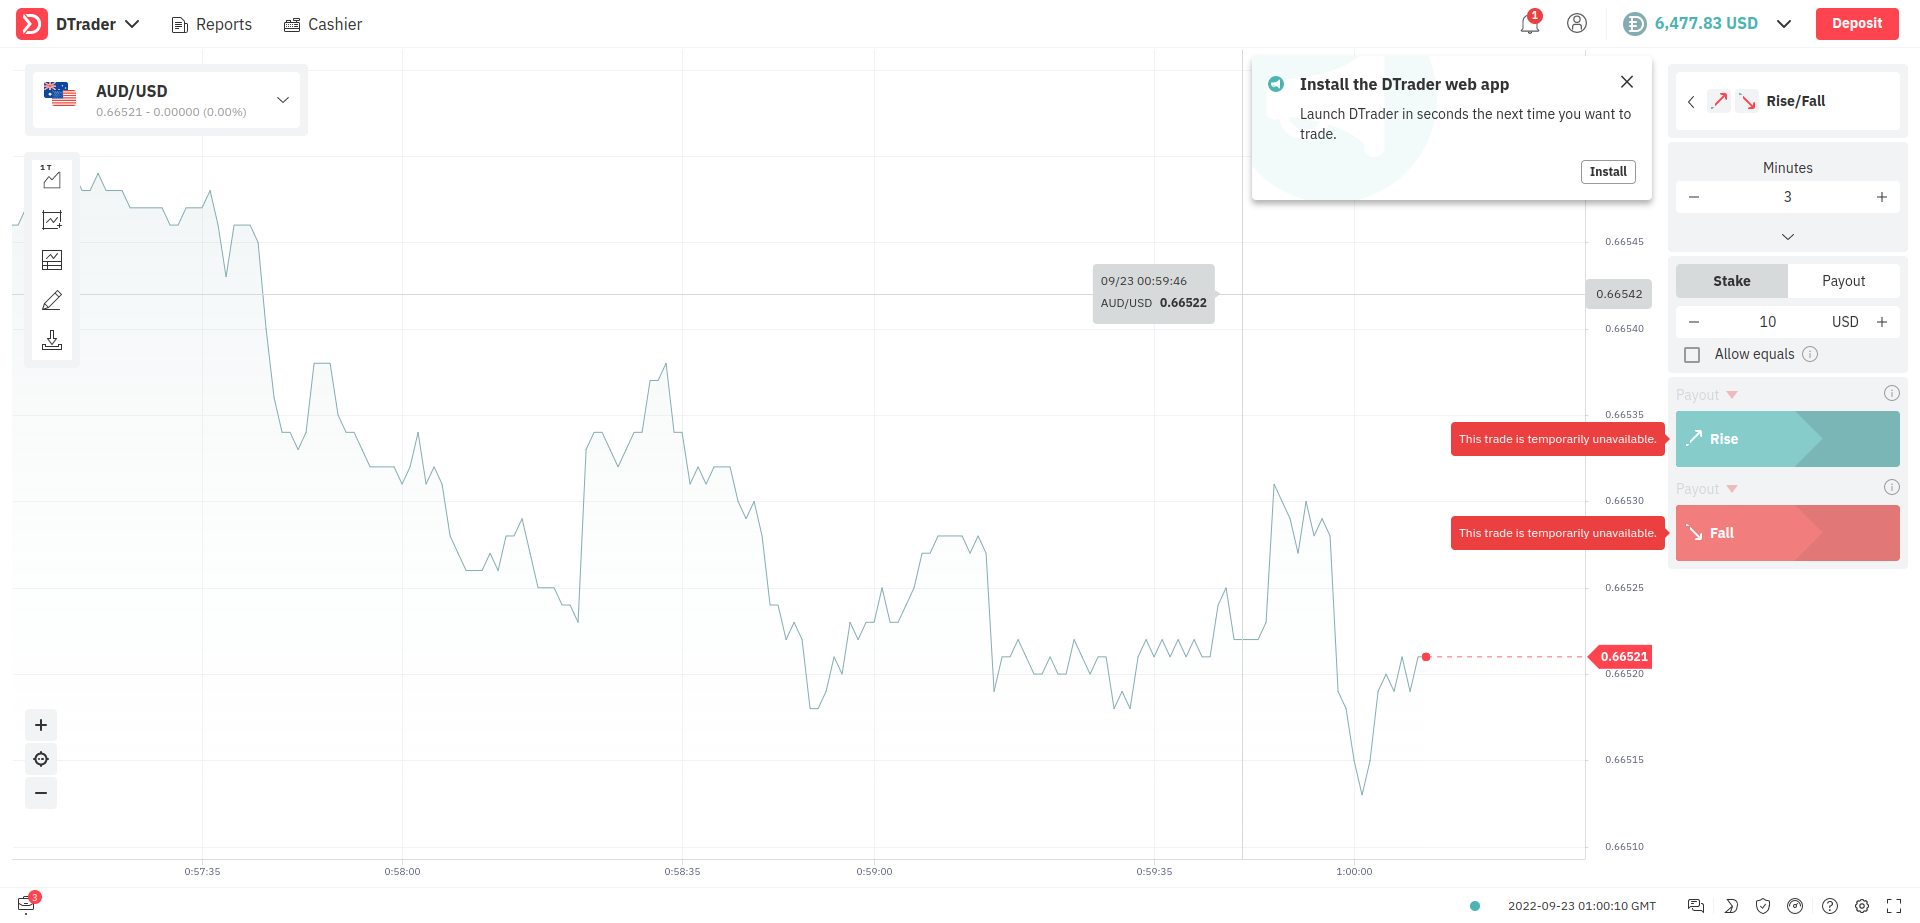 DTrader
Reports
Cashier
1
6,477.83 USD
Deposit
AUD/USD
0.66521 - 0.00000 (0.00%)
1T
Install the DTrader web app
Launch DTrader in seconds the next time you want to
trade.
Install
Rise/Fall
Minutes
3
Stake
Payout
10
USD
Allow equals
Payout
Rise
This trade is temporarily unavailable.
Payout
Fall
This trade is temporarily unavailable.
09/23 00:59:46
AUD/USD 0.66522
0.66545
0.66542
0.66540
0.66535
0.66530
0.66525
0.66521
0.66520
0.66515
0.66510
0:57:35
0:58:00
0:58:35
0:59:00
0:59:35
1:00:00
3
2022-09-23 01:00:10 GMT